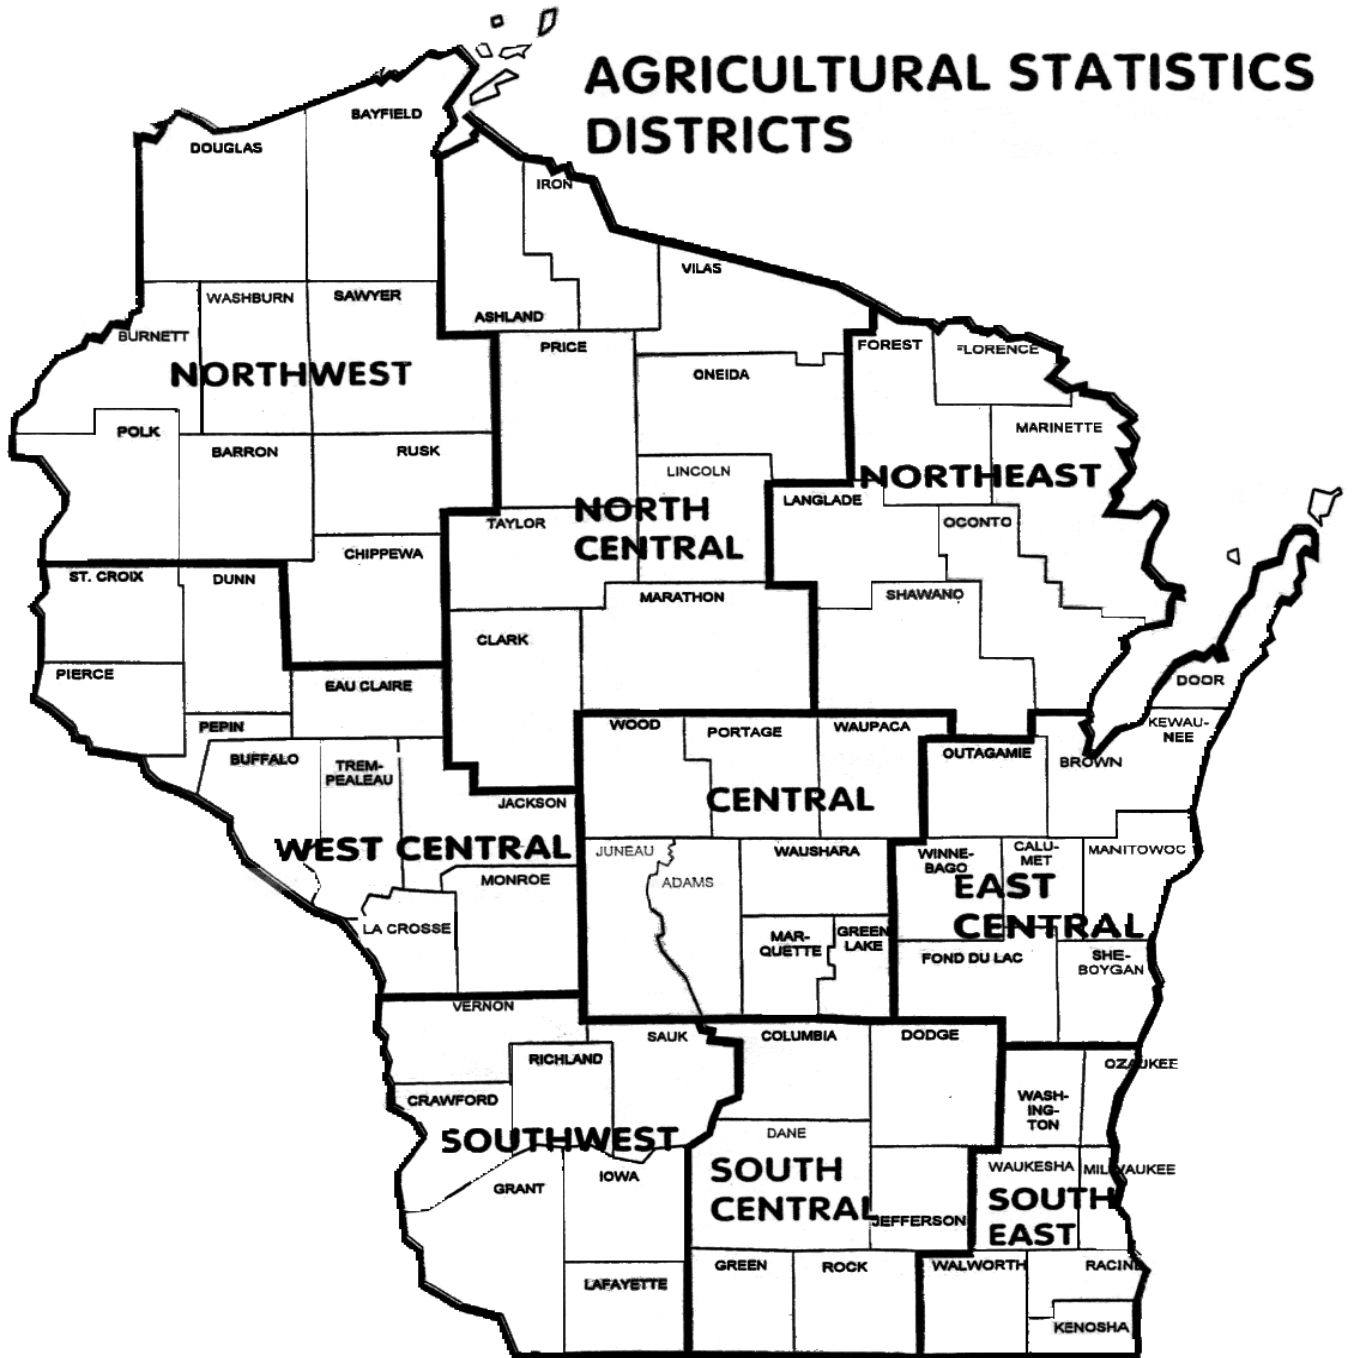 AGRICULTURAL STATISTICS
DISTRICTS
BAYFIELD
DOUGLAS
IRON
VILAS
WASHBURN
SAWYER
ASHLAND
BURNETT
PRICE
FOREST
FLORENCE
NORTHWEST
ONEIDA
POLK
MARINETTE
BARRON
RUSK
LINCOLN
NORTHEAST
LANGLADE
NORTH
CENTRAL
TAYLOR
OCONTO
CHIPPEWA
ST. CROIX
DUNN
MARATHON
SHAWANO
CLARK
PIERCE
EAU CLAIRE
DOOR
PEPIN
WOOD
PORTAGE
WAUPACA
KEWAU-
NEE
BUFFALO
TREM-
PEALEAU
OUTAGAMIE
BROWN
JACKSON
CENTRAL
WEST CENTRAL
JUNEAU
WAUSHARA
WINNE-
BAGO
CALU-
MET
MANITOWOC
MONROE
ADAMS
EAST
CENTRAL
LA CROSSE
MAR-
QUETTE
GREEN
LAKE
FOND DU LAC
SHE-
BOYGAN
VERNON
SAUK
COLUMBIA
DODGE
RICHLAND
OZAUKEE
CRAWFORD
WASH-
ING-
TON
SOUTHWEST
DANE
GRANT
IOWA
SOUTH
CENTRAL
WAUKESHA
MILWAUKEE
SOUTH
EAST
JEFFERSON
LAFAYETTE
GREEN
ROCK
WALWORTH
RACINE
KENOSHA